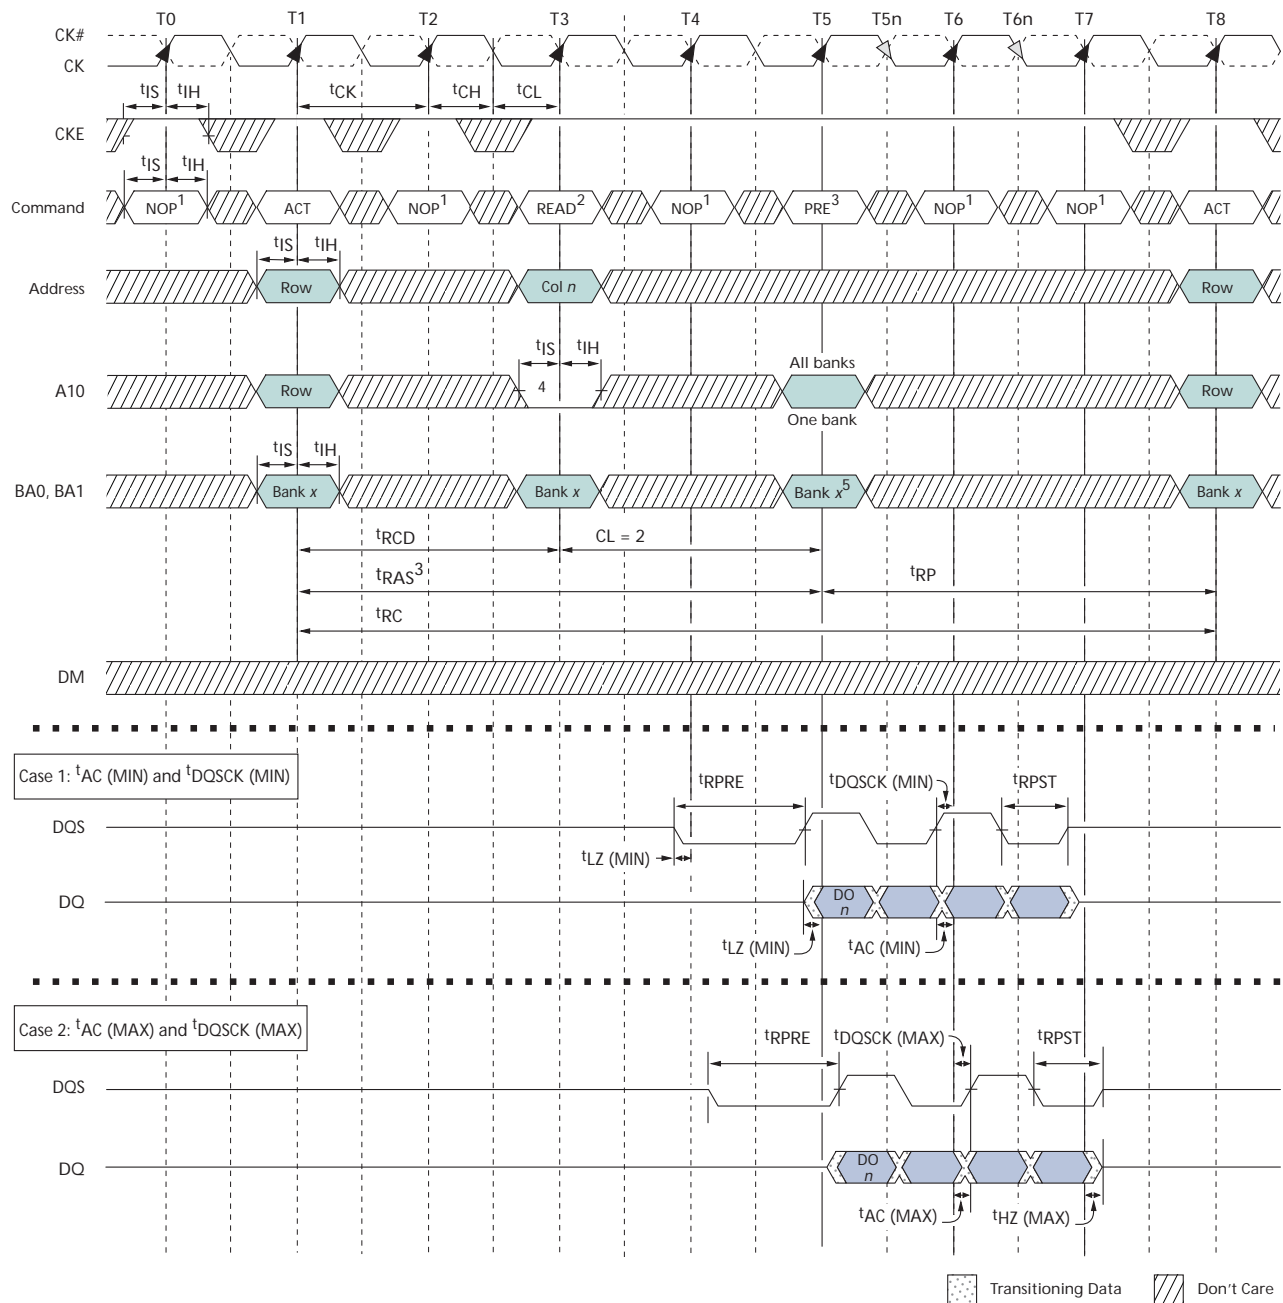 T0 T1 T2 T3 T4 T5 T5n T6 T6n T7 T8
CK#
CK
tIS tIH tCK tCH tCL
CKE
tIS tIH
Command NOP1 ACT NOP1 READ2 NOP1 PRE3 NOP1 NOP1 ACT
tIS tIH
Address Row Col n Row
tIS tIH
All banks
A10 Row 4 Row
One bank
tIS tIH
BA0, BA1 Bank x Bank x Bank x5 Bank x
tRCD CL = 2
tRAS3 tRP
tRC
DM
Case 1: tAC (MIN) and tDQSCK (MIN)
tRPRE tDQSCK (MIN) tRPST
DQS
tLZ (MIN)
DQ DO
n
tLZ (MIN) tAC (MIN)
Case 2: tAC (MAX) and tDQSCK (MAX)
tRPRE tDQSCK (MAX) tRPST
DQS
DQ DO
n
tAC (MAX) tHZ (MAX)
Transitioning Data Don't Care